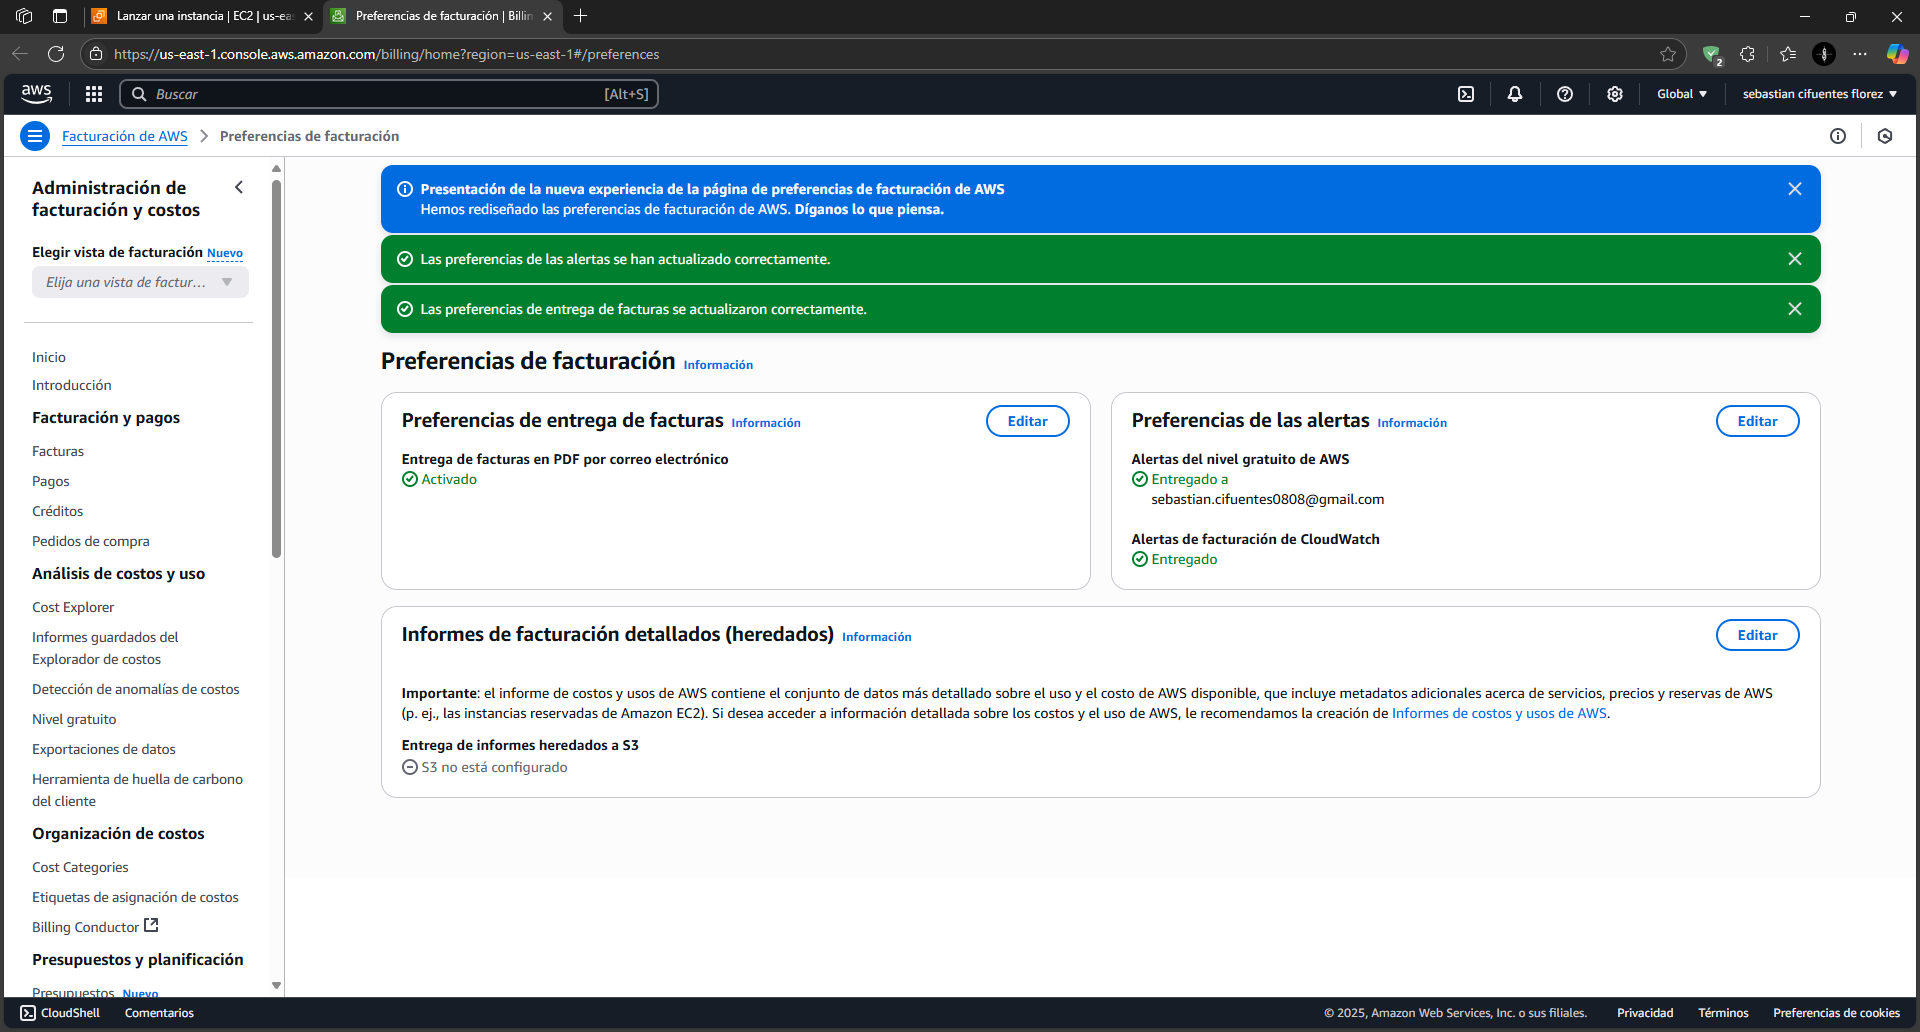 Lanzar una instancia | EC2 | us-eas
Preferencias de facturación | Billin
https://us-east-1.console.aws.amazon.com/billing/home?region=us-east-1#/preferences
2
aws
Buscar
[Alt+S]
Global
sebastian cifuentes florez
Facturación de AWS
Preferencias de facturación
Administración de
facturación y costos
Elegir vista de facturación Nuevo
Elija una vista de factur...
Inicio
Introducción
Facturación y pagos
Facturas
Pagos
Créditos
Pedidos de compra
Análisis de costos y uso
Cost Explorer
Informes guardados del
Explorador de costos
Detección de anomalías de costos
Nivel gratuito
Exportaciones de datos
Herramienta de huella de carbono
del cliente
Organización de costos
Cost Categories
Etiquetas de asignación de costos
Billing Conductor
Presupuestos y planificación
Presupuestos Nuevo
Presentación de la nueva experiencia de la página de preferencias de facturación de AWS
Hemos rediseñado las preferencias de facturación de AWS. Díganos lo que piensa.
Las preferencias de las alertas se han actualizado correctamente.
Las preferencias de entrega de facturas se actualizaron correctamente.
Preferencias de facturación Información
Preferencias de entrega de facturas Información
Editar
Entrega de facturas en PDF por correo electrónico
Activado
Preferencias de las alertas Información
Editar
Alertas del nivel gratuito de AWS
Entregado a
sebastian.cifuentes0808@gmail.com
Alertas de facturación de CloudWatch
Entregado
Informes de facturación detallados (heredados) Información
Editar
Importante: el informe de costos y usos de AWS contiene el conjunto de datos más detallado sobre el uso y el costo de AWS disponible, que incluye metadatos adicionales acerca de servicios, precios y reservas de AWS
(p. ej., las instancias reservadas de Amazon EC2). Si desea acceder a información detallada sobre los costos y el uso de AWS, le recomendamos la creación de Informes de costos y usos de AWS.
Entrega de informes heredados a S3
S3 no está configurado
CloudShell
Comentarios
© 2025, Amazon Web Services, Inc. o sus filiales.
Privacidad
Términos
Preferencias de cookies